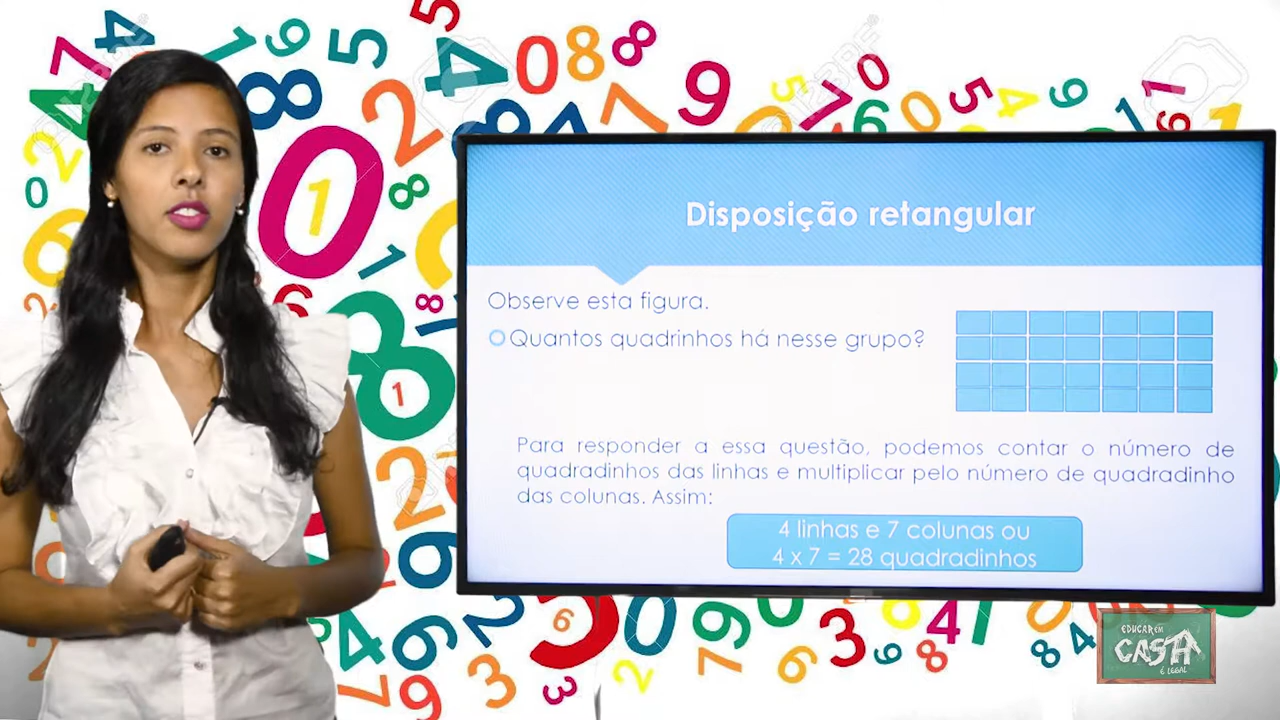 Disposição retangular
Observe esta figura.
Quantos quadrinhos há nesse grupo?
Para responder a essa questão, podemos contar o número de
quadradinhos das linhas e multiplicar pelo número de quadradinho
das colunas. Assim:
4 linhas e 7 colunas ou
4 x 7 = 28 quadradinhos
EDUCAR EM
CASA
É LEGAL